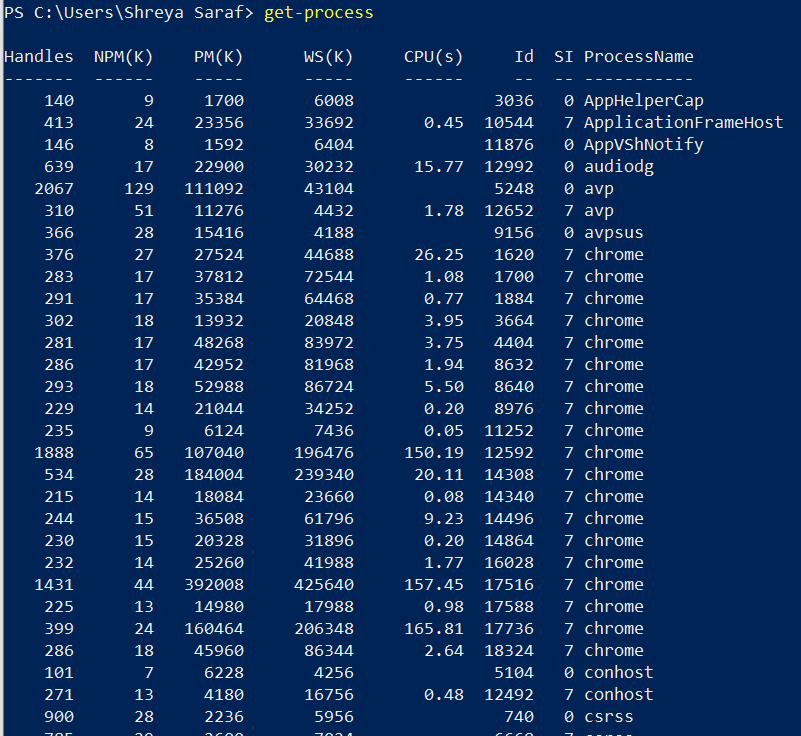 PS C:\Users\Shreya Saraf> get-process
Handles NPM(K) PM(K) WS(K) CPU(s) Id SI ProcessName
------- ------ ----- ----- ------ -- -- -----------
140 9 1700 6008 3036 0 AppHelperCap
413 24 23356 33692 0.45 10544 7 ApplicationFrameHost
146 8 1592 6404 11876 0 AppVShNotify
639 17 22900 30232 15.77 12992 0 audiodg
2067 129 111092 43104 5248 0 avp
310 51 11276 4432 1.78 12652 7 avp
366 28 15416 4188 9156 0 avpsus
376 27 27524 44688 26.25 1620 7 chrome
283 17 37812 72544 1.08 1700 7 chrome
291 17 35384 64468 0.77 1884 7 chrome
302 18 13932 20848 3.95 3664 7 chrome
281 17 48268 83972 3.75 4404 7 chrome
286 17 42952 81968 1.94 8632 7 chrome
293 18 52988 86724 5.50 8640 7 chrome
229 14 21044 34252 0.20 8976 7 chrome
235 9 6124 7436 0.05 11252 7 chrome
1888 65 107040 196476 150.19 12592 7 chrome
534 28 184004 239340 20.11 14308 7 chrome
215 14 18084 23660 0.08 14340 7 chrome
244 15 36508 61796 9.23 14496 7 chrome
230 15 20328 31896 0.20 14864 7 chrome
232 14 25260 41988 1.77 16028 7 chrome
1431 44 392008 425640 157.45 17516 7 chrome
225 13 14980 17988 0.98 17588 7 chrome
399 24 160464 206348 165.81 17736 7 chrome
286 18 45960 86344 2.64 18324 7 chrome
101 7 6228 4256 5104 0 conhost
271 13 4180 16756 0.48 12492 7 conhost
900 28 2236 5956 740 0 csrss